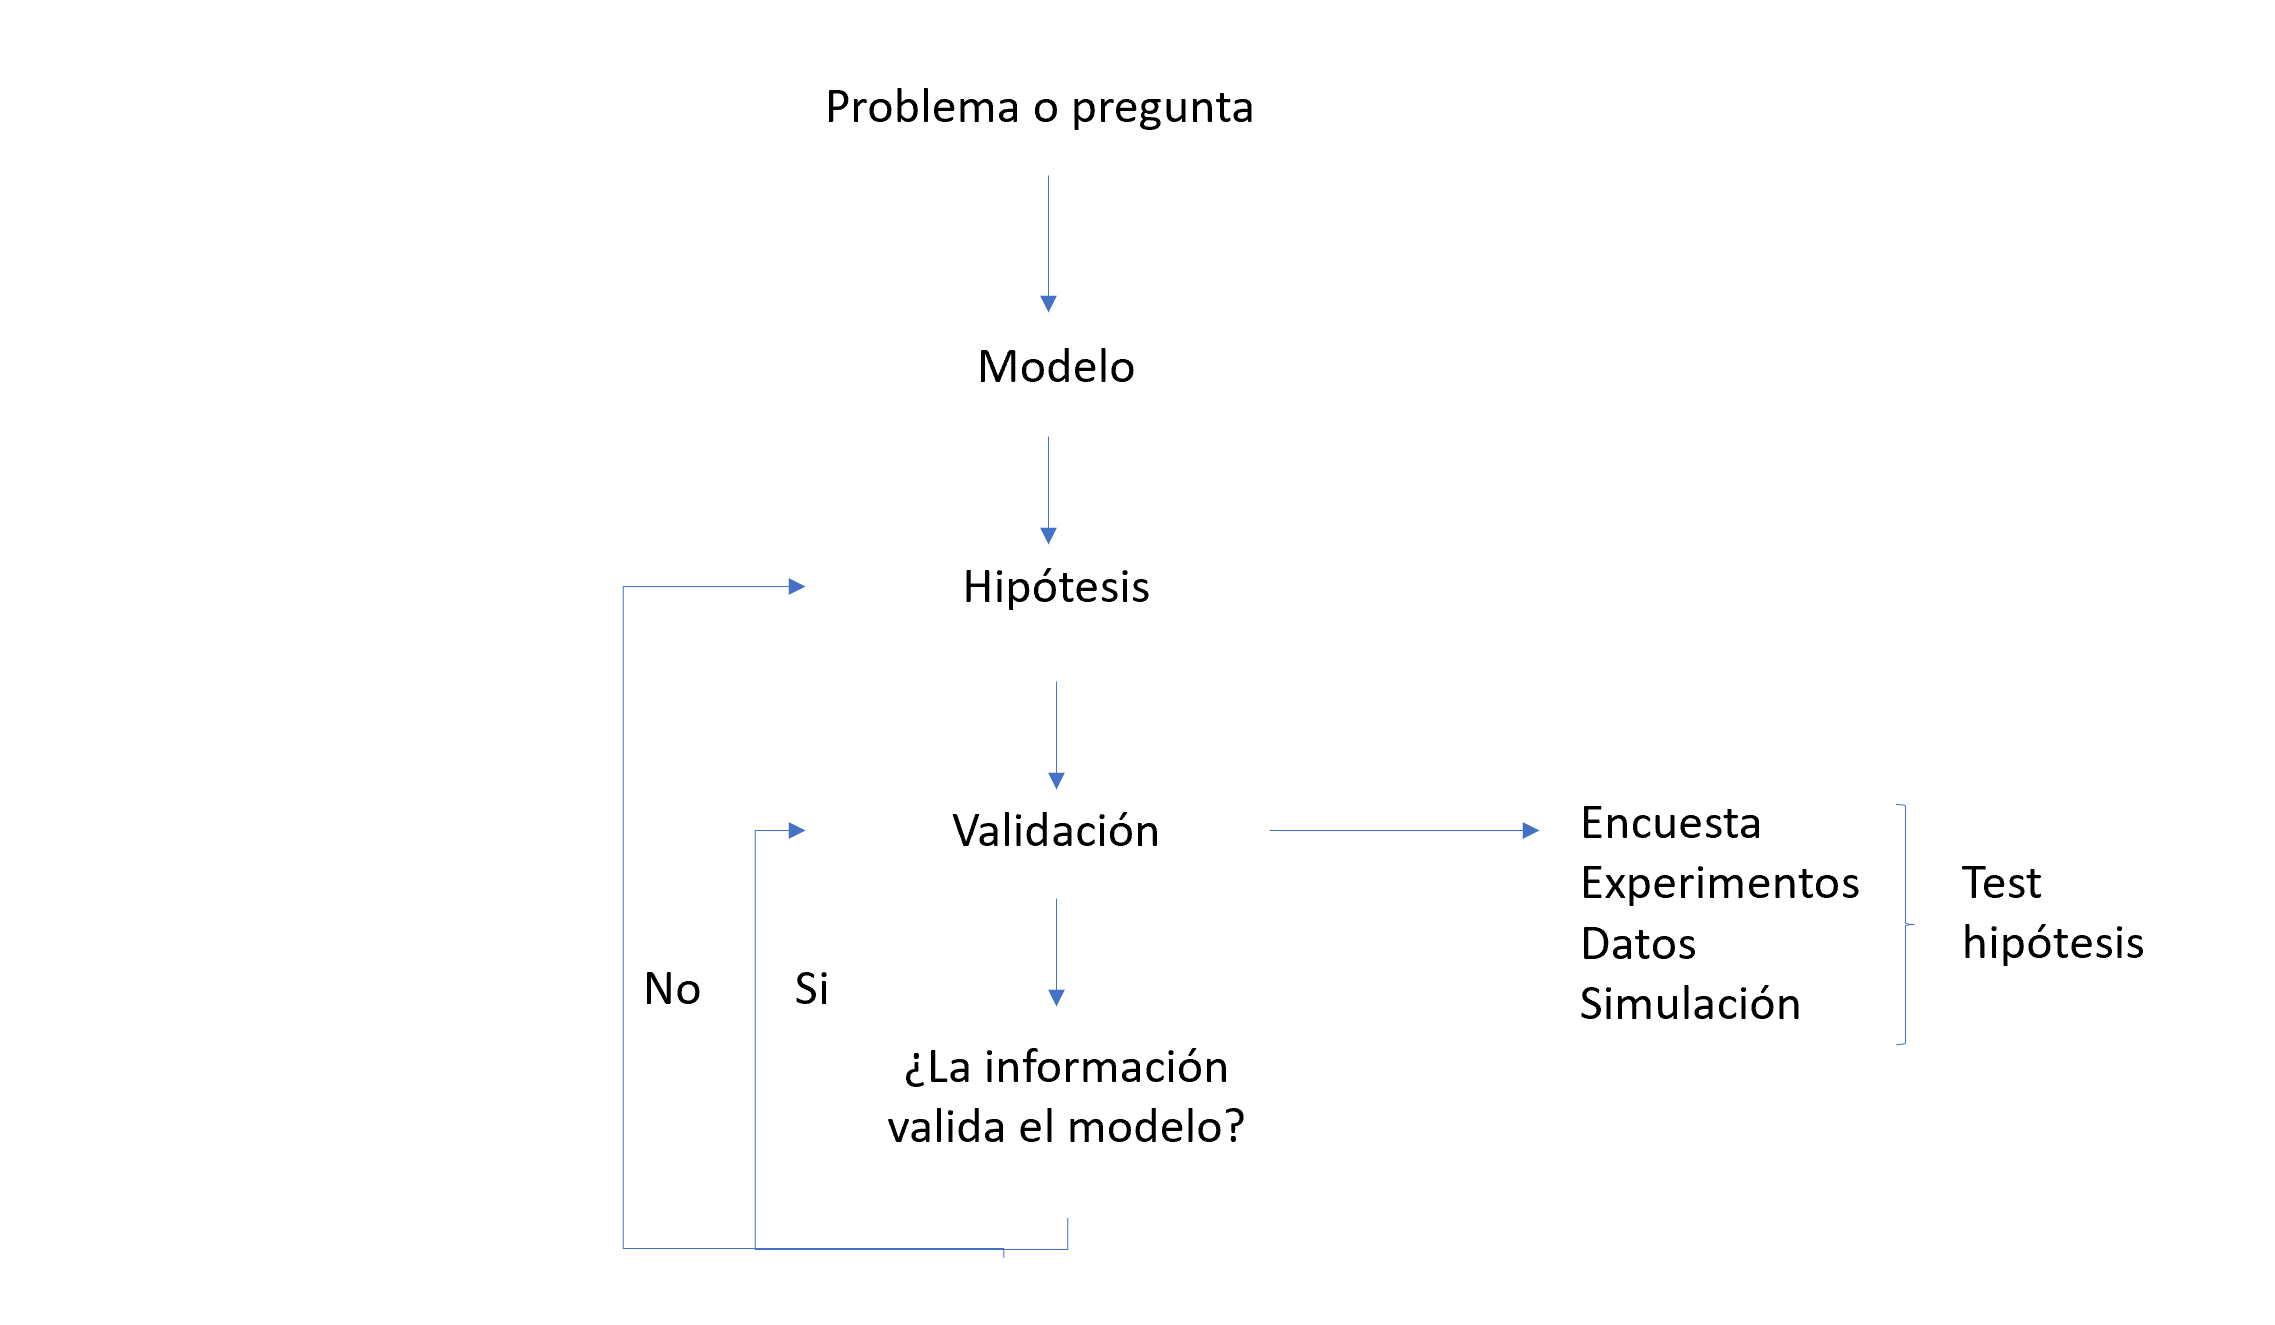 Problema o pregunta
Modelo
Hipótesis
Validación
Encuesta
Experimentos
Datos
Simulación
Test
hipótesis
No
Si
¿La información
valida el modelo?